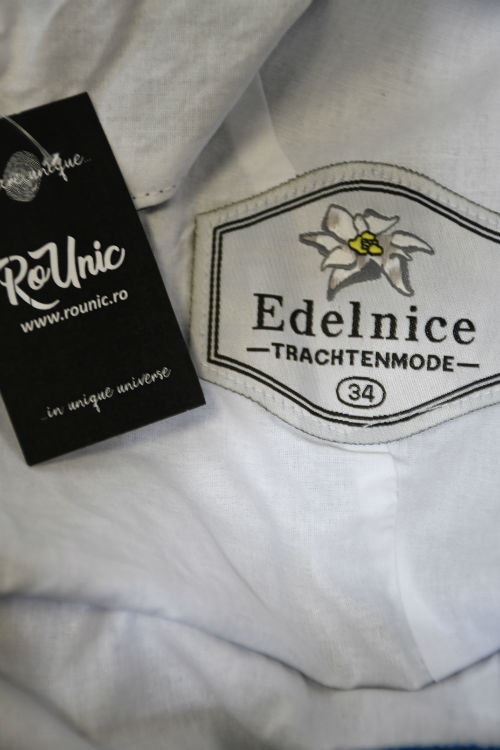 unique...
RoUnic
www.rounic.ro
...in unique universe
Edelnice
—TRACHTENMODE—
34